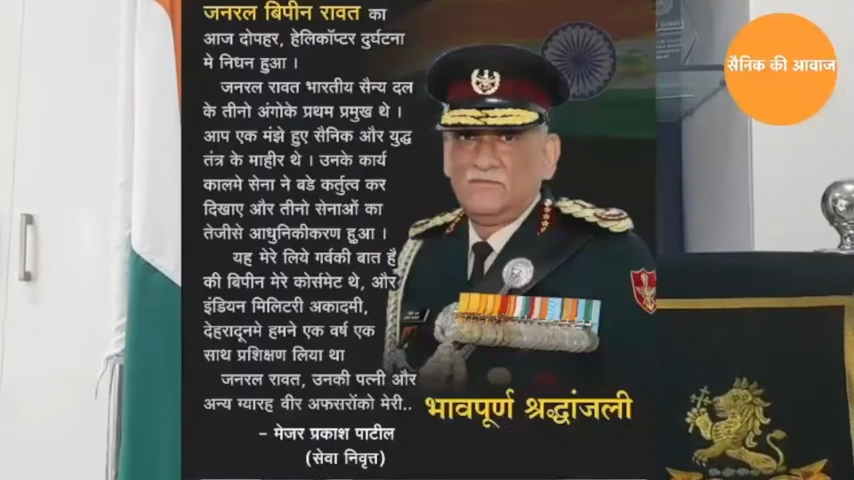 जनरल बिपीन रावत का
आज दोपहर, हेलिकॉप्टर दुर्घटना
मे निधन हुआ ।
जनरल रावत भारतीय सैन्य दल
के तीनो अंगोके प्रथम प्रमुख थे ।
आप एक मंझे हुए सैनिक और युद्ध
तंत्र के माहीर थे । उनके कार्य
कालमे सेना ने बडे कर्तुत्व कर
दिखाए और तीनो सेनाओं का
तेजीसे आधुनिकीकरण हुआ ।
यह मेरे लिये गर्वकी बात है
की बिपीन मेरे कोर्समेट थे, और
इंडियन मिलिटरी अकादमी,
देहरादूनमे हमने एक वर्ष एक
साथ प्रशिक्षण लिया था
जनरल रावत, उनकी पत्नी और
अन्य ग्यारह वीर अफसरोंको मेरी..
भावपूर्ण श्रद्धांजली
– मेजर प्रकाश पाटील
(सेवा निवृत्त)
सैनिक की आवाज